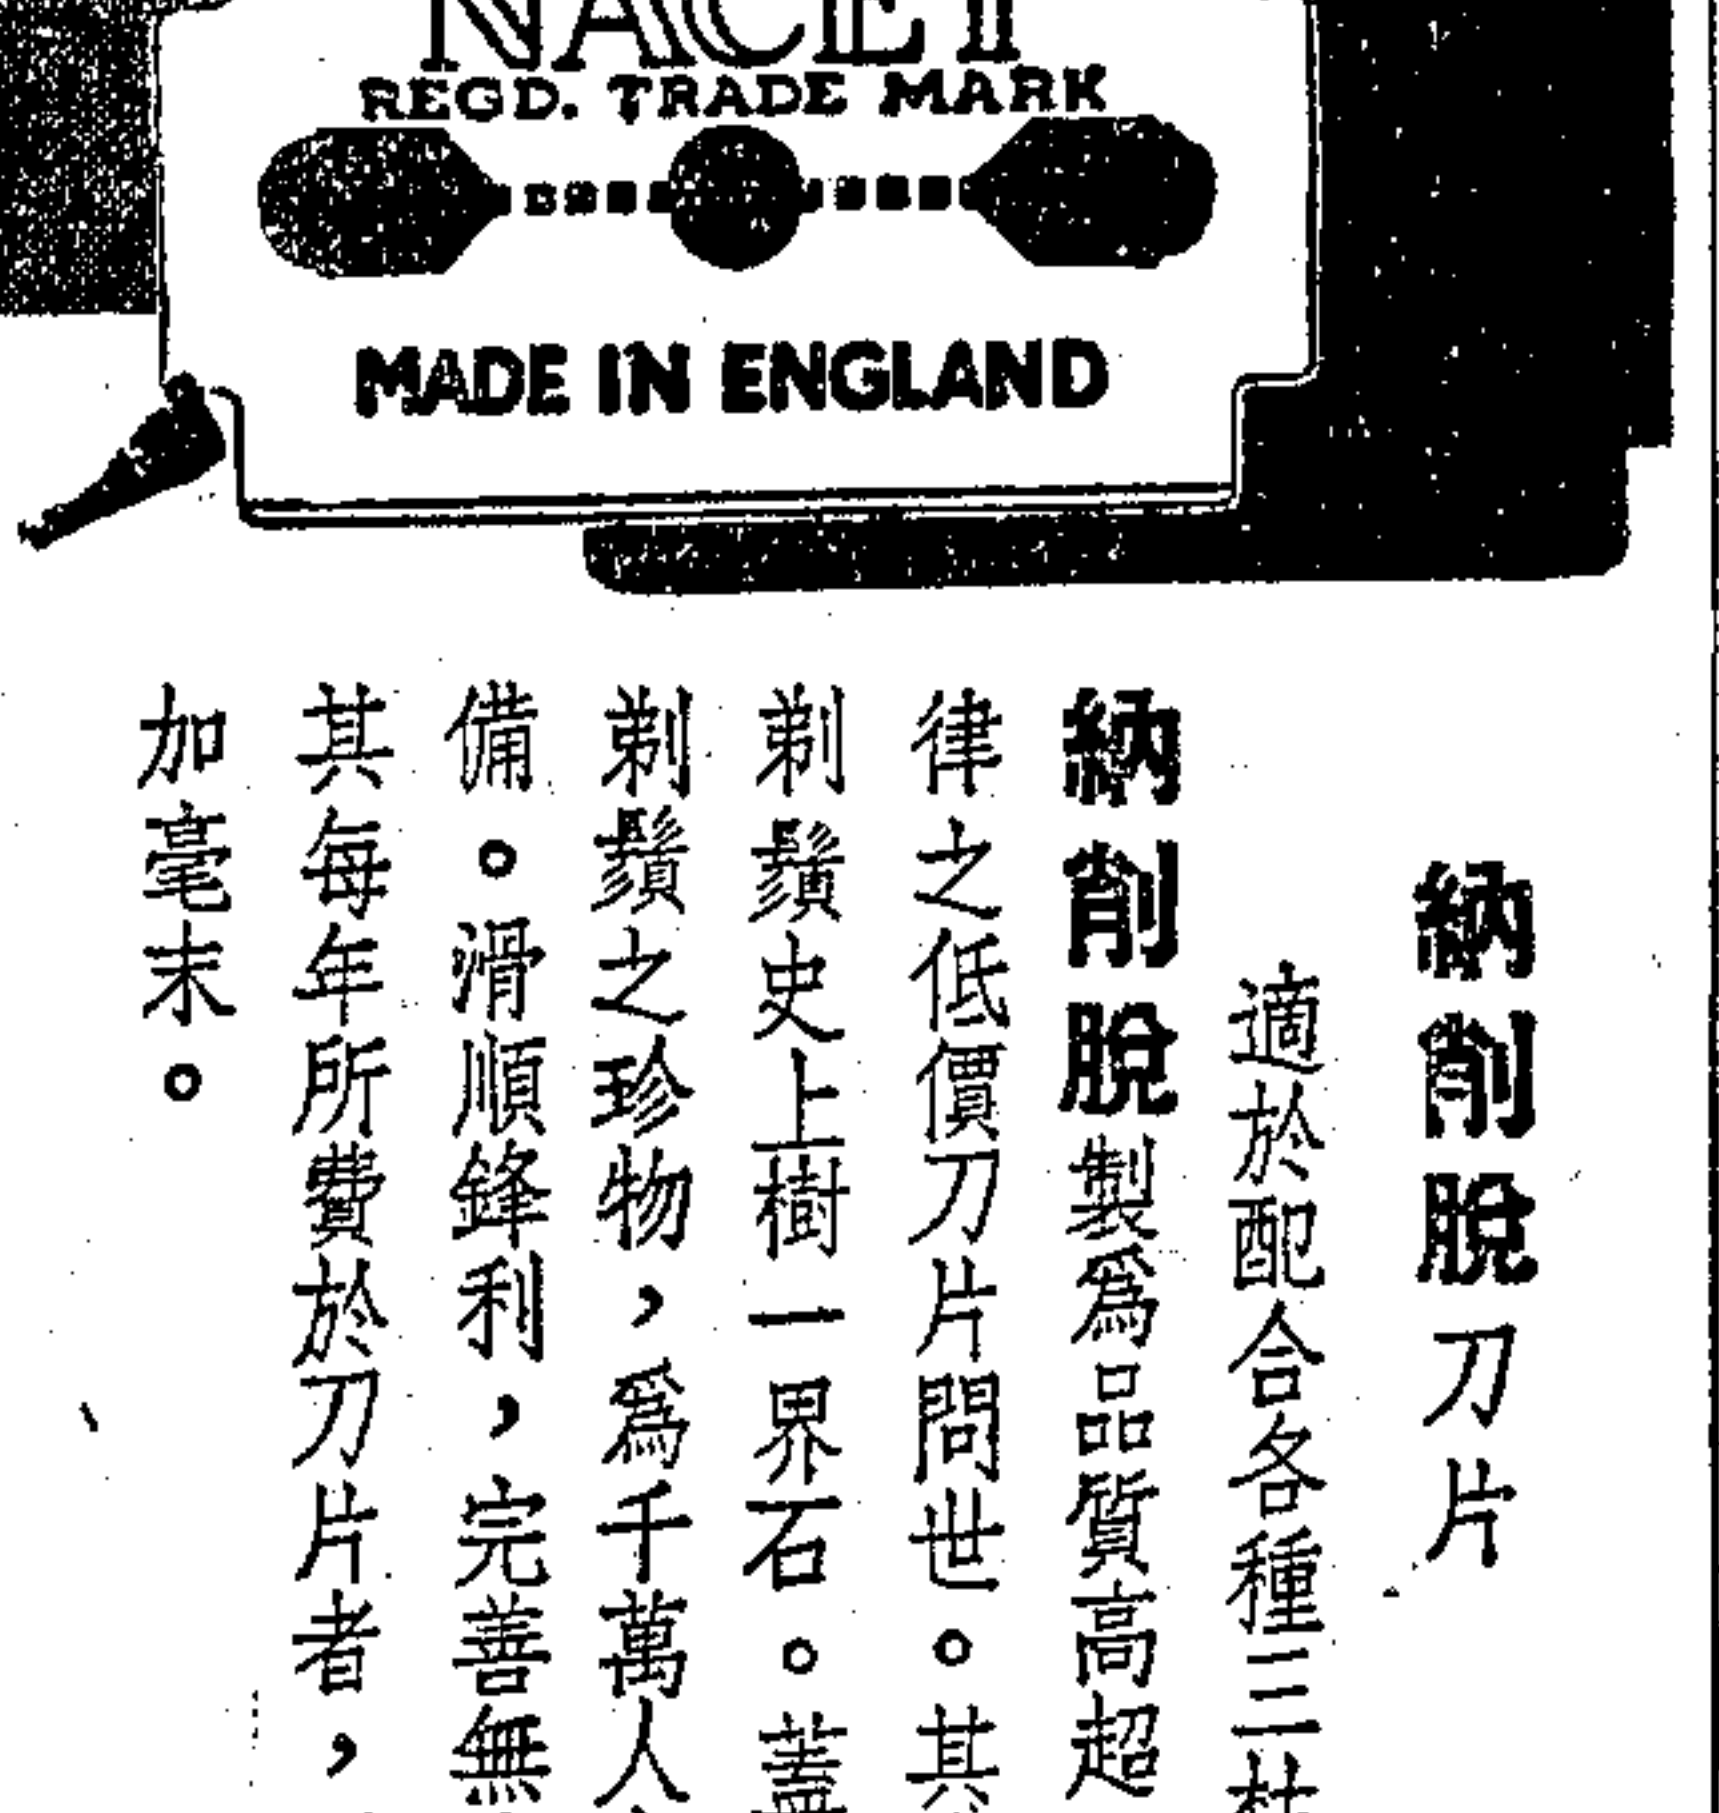 NACET
REGD. TRADE MARK
MADE IN ENGLAND
納削脫刀片
適於配合各種三
納削脫製爲品質高超
律之低價刀片問世。其
剃鬚史上樹一界石。蓋
剃鬚之珍物，爲千萬人
備。滑順鋒利，完善無
其每年所費於刀片者，
加毫末。